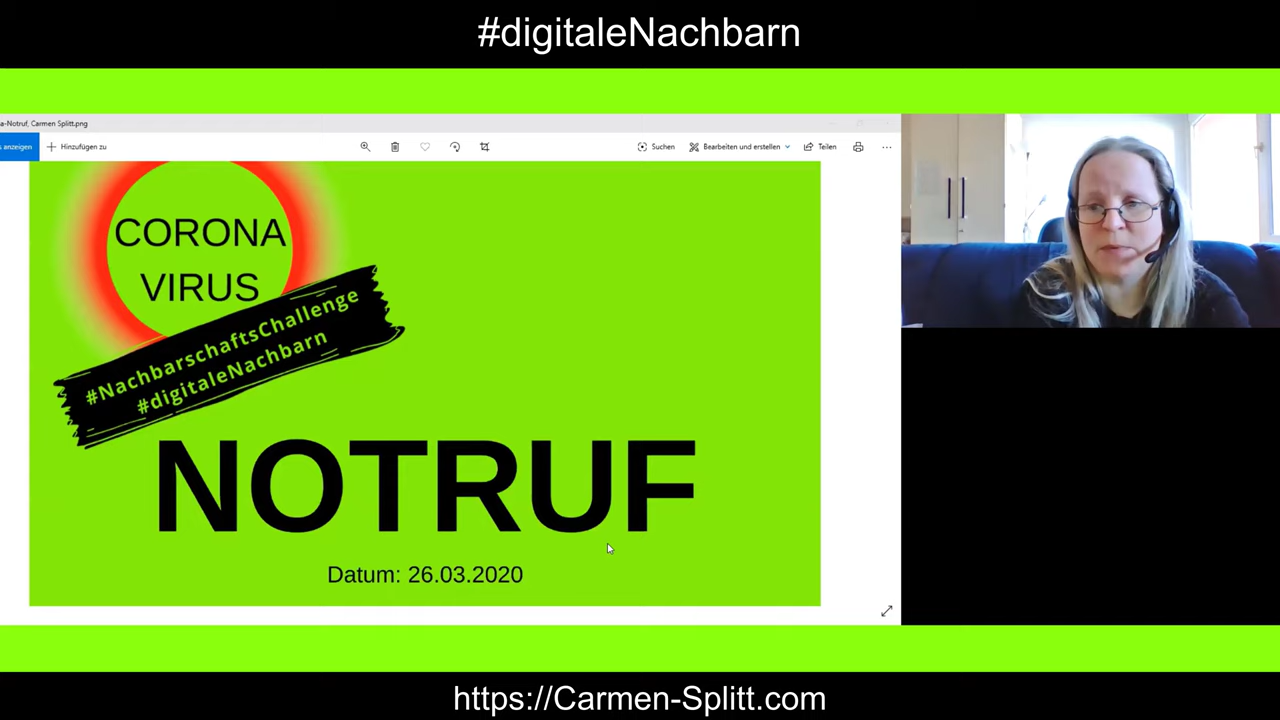 #digitaleNachbarn
a-Notruf, Carmen Splitt.png
s anzeigen
Hinzufügen zu
Suchen
Bearbeiten und erstellen
Teilen
CORONA
VIRUS
#NachbarschaftsChallenge
#digitaleNachbarn
NOTRUF
Datum: 26.03.2020
https://Carmen-Splitt.com